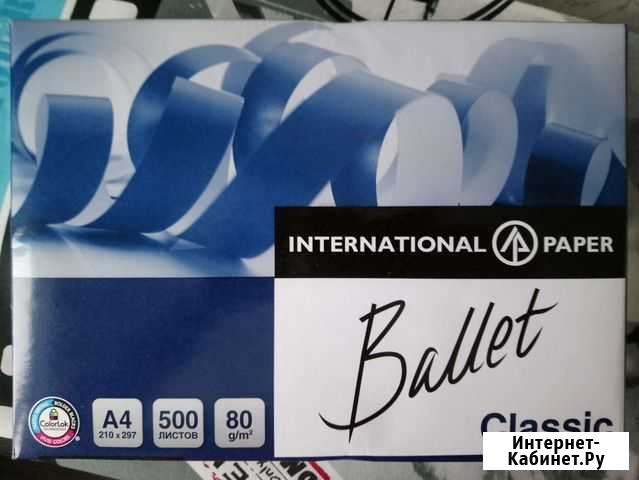 INTERNATIONAL PAPER
Ballet
Classic
ColorLok
A4
210 x 297
500
ЛИСТОВ
80
g/m²
Интернет-
Кабинет.Ру